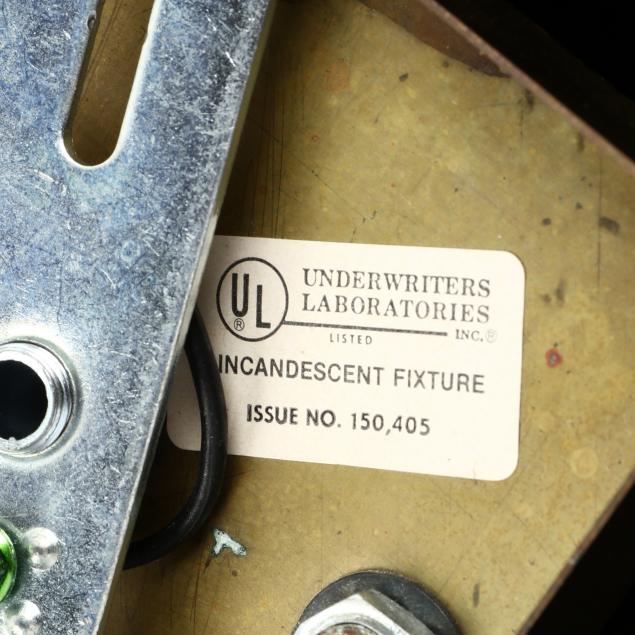 UL®
UNDERWRITERS
LABORATORIES
INC.®
LISTED
INCANDESCENT FIXTURE
ISSUE NO. 150,405